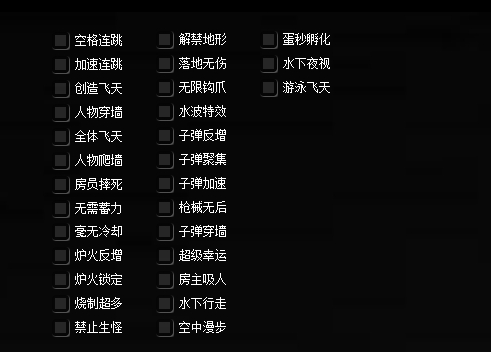 空格连跳 解禁地形 蛋秒孵化
加速连跳 落地无伤 水下夜视
创造飞天 无限钩爪 游泳飞天
人物穿墙 水波特效
全体飞天 子弹反增
人物爬墙 子弹聚集
房员摔死 子弹加速
无需蓄力 枪械无后
毫无冷却 子弹穿墙
炉火反增 超级幸运
炉火锁定 房主吸人
烧制超多 水下行走
禁止生怪 空中漫步